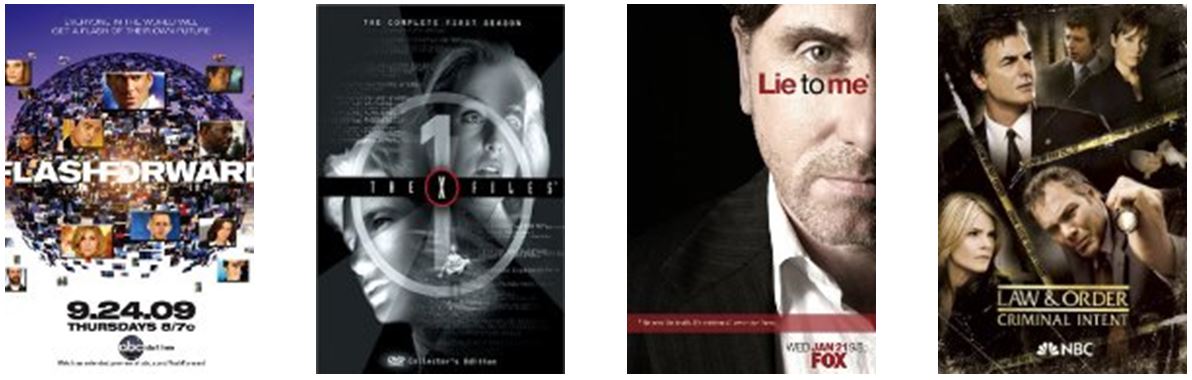 EVERYONE IN THE WORLD WILL
GET A FLASH OF THEIR OWN FUTURE
FLASHFORWARD
9.24.09
THURSDAYS 8/7c
abc
THE COMPLETE FIRST SEASON
1
THE X FILES
DVD Collector's Edition
Lie to me*
WED JAN 21
FOX
LAW & ORDER
CRIMINAL INTENT
NBC